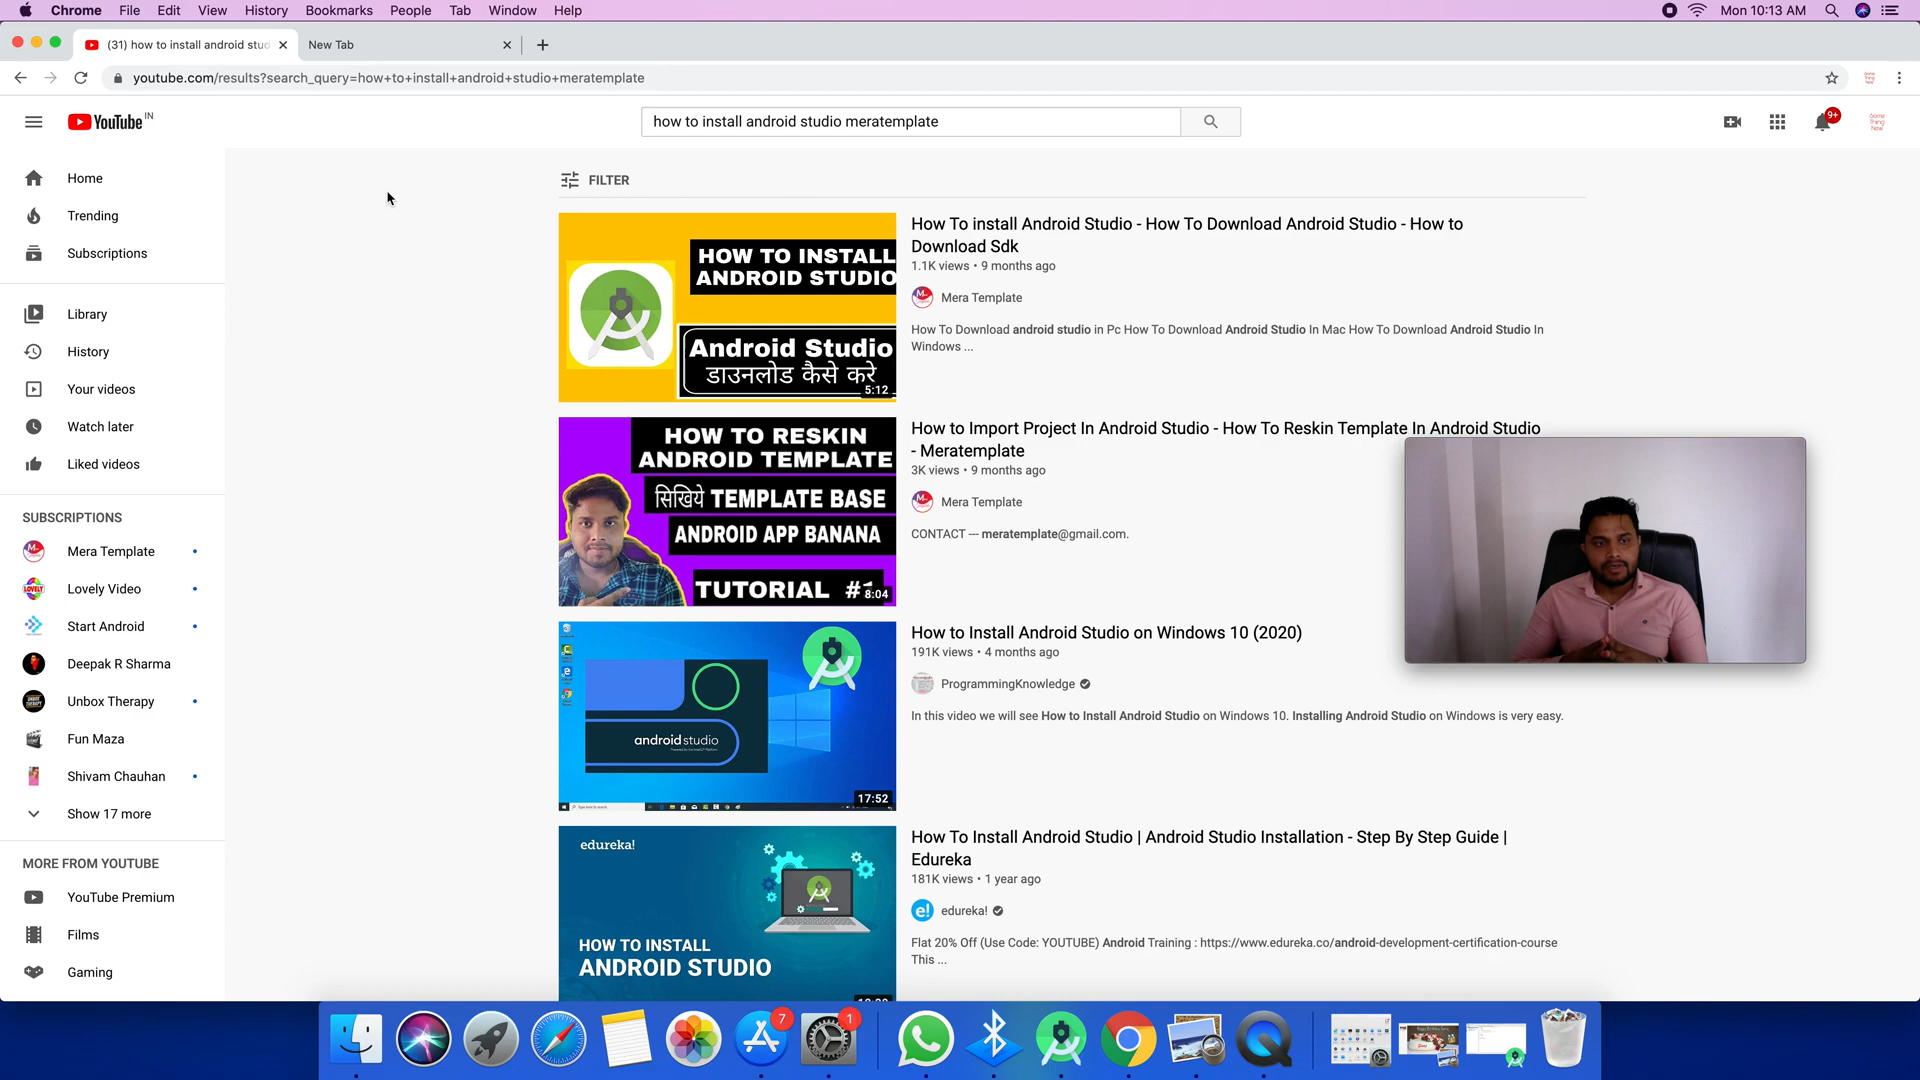 Chrome File Edit View History Bookmarks People Tab Window Help
Mon 10:13 AM
(31) how to install android stud
New Tab
youtube.com/results?search_query=how+to+install+android+studio+meratemplate
YouTube IN
how to install android studio meratemplate
9+
Home
Trending
Subscriptions
Library
History
Your videos
Watch later
Liked videos
SUBSCRIPTIONS
Mera Template
Lovely Video
Start Android
Deepak R Sharma
Unbox Therapy
Fun Maza
Shivam Chauhan
Show 17 more
MORE FROM YOUTUBE
YouTube Premium
Films
Gaming
FILTER
HOW TO INSTALL
ANDROID STUDIO
Android Studio
डाउनलोड कैसे करे
5:12
How To install Android Studio - How To Download Android Studio - How to
Download Sdk
1.1K views • 9 months ago
Mera Template
How To Download android studio in Pc How To Download Android Studio In Mac How To Download Android Studio In
Windows ...
HOW TO RESKIN
ANDROID TEMPLATE
सिखिये TEMPLATE BASE
ANDROID APP BANANA
TUTORIAL #1
8:04
How to Import Project In Android Studio - How To Reskin Template In Android Studio
- Meratemplate
3K views • 9 months ago
Mera Template
CONTACT --- meratemplate@gmail.com.
android studio
17:52
How to Install Android Studio on Windows 10 (2020)
191K views • 4 months ago
ProgrammingKnowledge
In this video we will see How to Install Android Studio on Windows 10. Installing Android Studio on Windows is very easy.
edureka!
HOW TO INSTALL
ANDROID STUDIO
How To Install Android Studio | Android Studio Installation - Step By Step Guide |
Edureka
181K views • 1 year ago
edureka!
Flat 20% Off (Use Code: YOUTUBE) Android Training : https://www.edureka.co/android-development-certification-course
This ...
7
1